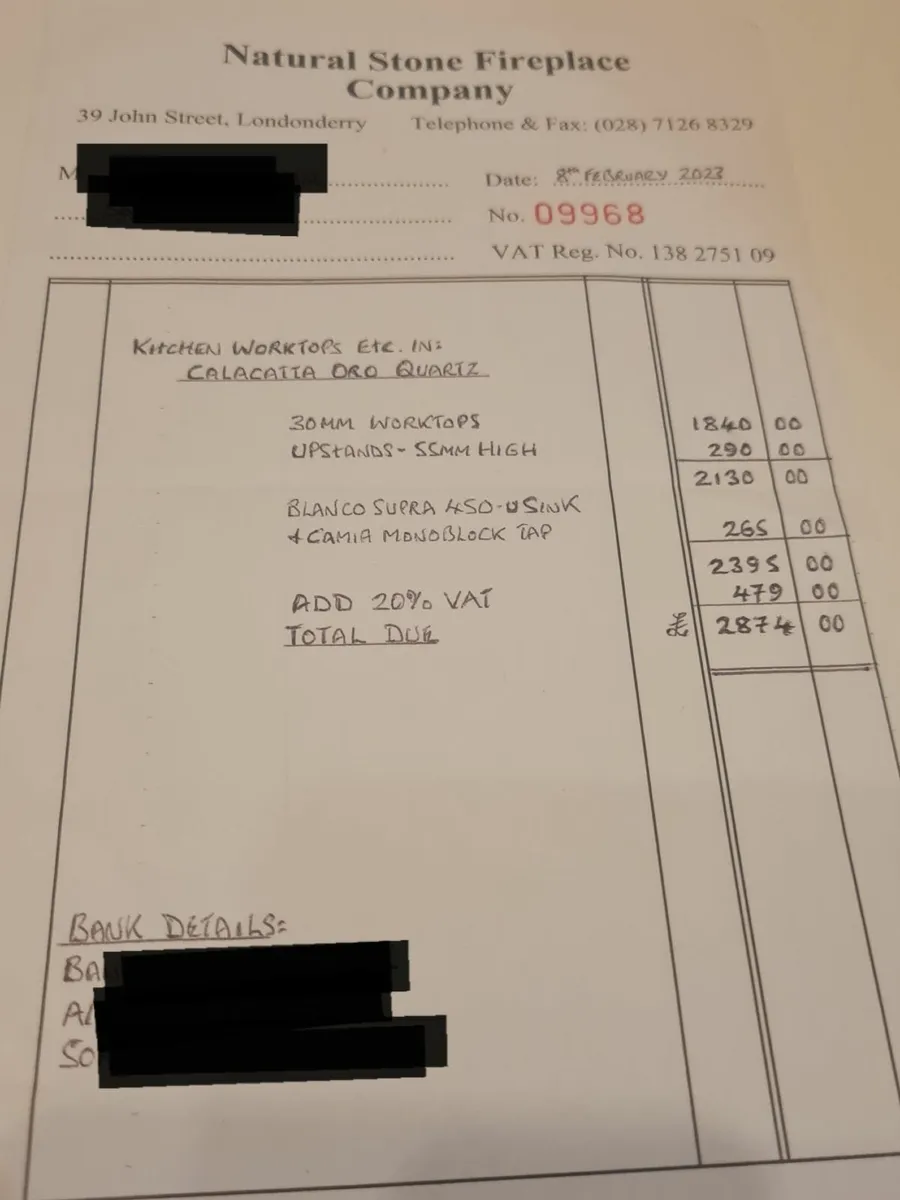 Natural Stone Fireplace
Company
39 John Street, Londonderry Telephone & Fax: (028) 7126 8329
M
Date: 8TH FEBRUARY 2023
No. 09968
VAT Reg. No. 138 2751 09
KITCHEN WORKTOPS ETC. IN:
CALACATTA ORO QUARTZ
30MM WORKTOPS 1840 00
UPSTANDS - 55MM HIGH 290 00
2130 00
BLANCO SUPRA 450-U SINK
& CAMIA MONOBLOCK TAP 265 00
2395 00
ADD 20% VAT 479 00
TOTAL DUE £ 2874 00
BANK DETAILS:
BA
A
SO